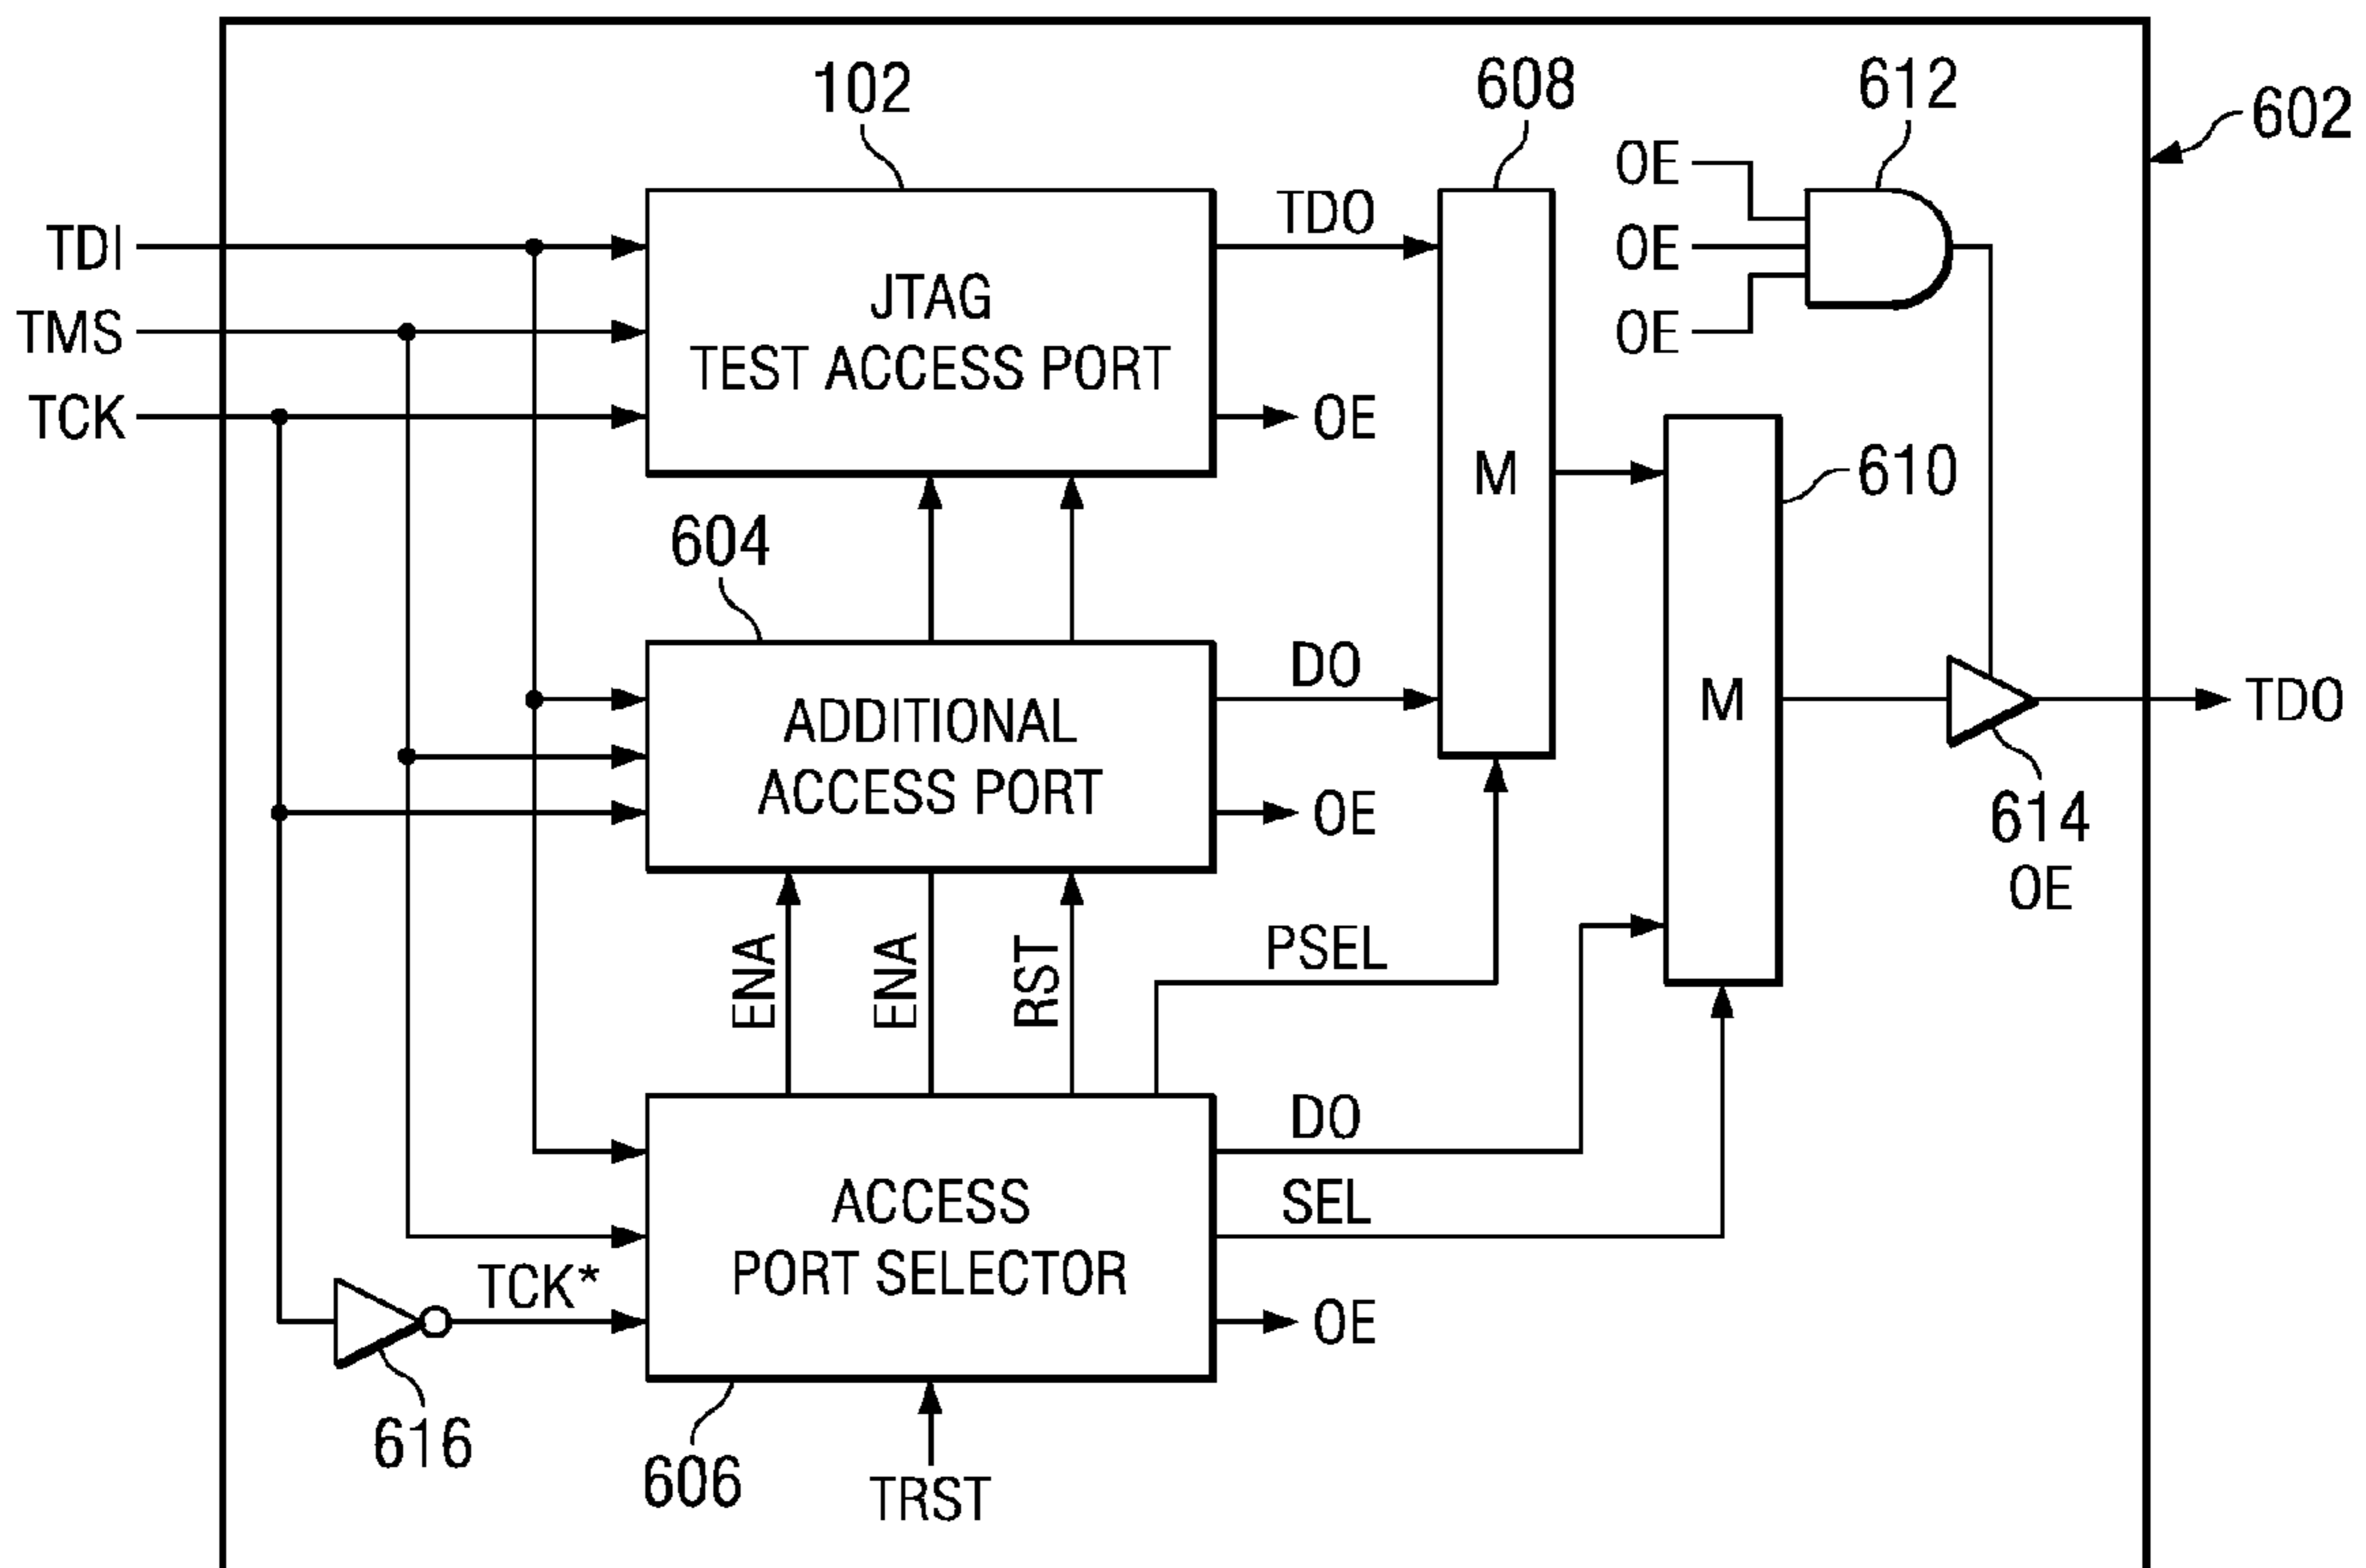 102
608
612
602
OE
OE
OE
TDI
TMS
TCK
JTAG
TEST ACCESS PORT
TDO
OE
M
610
604
ADDITIONAL
ACCESS PORT
DO
OE
M
TDO
614
OE
ENA
ENA
RST
PSEL
ACCESS
PORT SELECTOR
DO
SEL
OE
TCK*
616
606
TRST